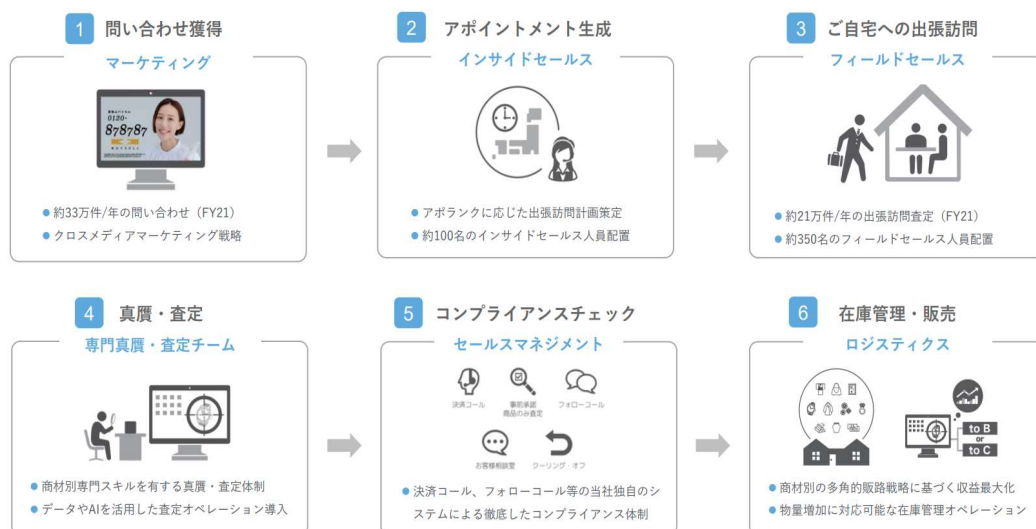 1 問い合わせ獲得
マーケティング
0120-
878787
約33万件/年の問い合わせ（FY21）
クロスメディアマーケティング戦略
2 アポイントメント生成
インサイドセールス
アポランクに応じた出張訪問計画策定
約100名のインサイドセールス人員配置
3 ご自宅への出張訪問
フィールドセールス
約21万件/年の出張訪問査定（FY21）
約350名のフィールドセールス人員配置
4 真贋・査定
専門真贋・査定チーム
商材別専門スキルを有する真贋・査定体制
データやAIを活用した査定オペレーション導入
5 コンプライアンスチェック
セールスマネジメント
決済コール
事前承諾
商品のみ査定
フォローコール
お客様相談室
クーリング・オフ
決済コール、フォローコール等の当社独自のシ
ステムによる徹底したコンプライアンス体制
6 在庫管理・販売
ロジスティクス
to B
or
to C
商材別の多角的販路戦略に基づく収益最大化
物量増加に対応可能な在庫管理オペレーション